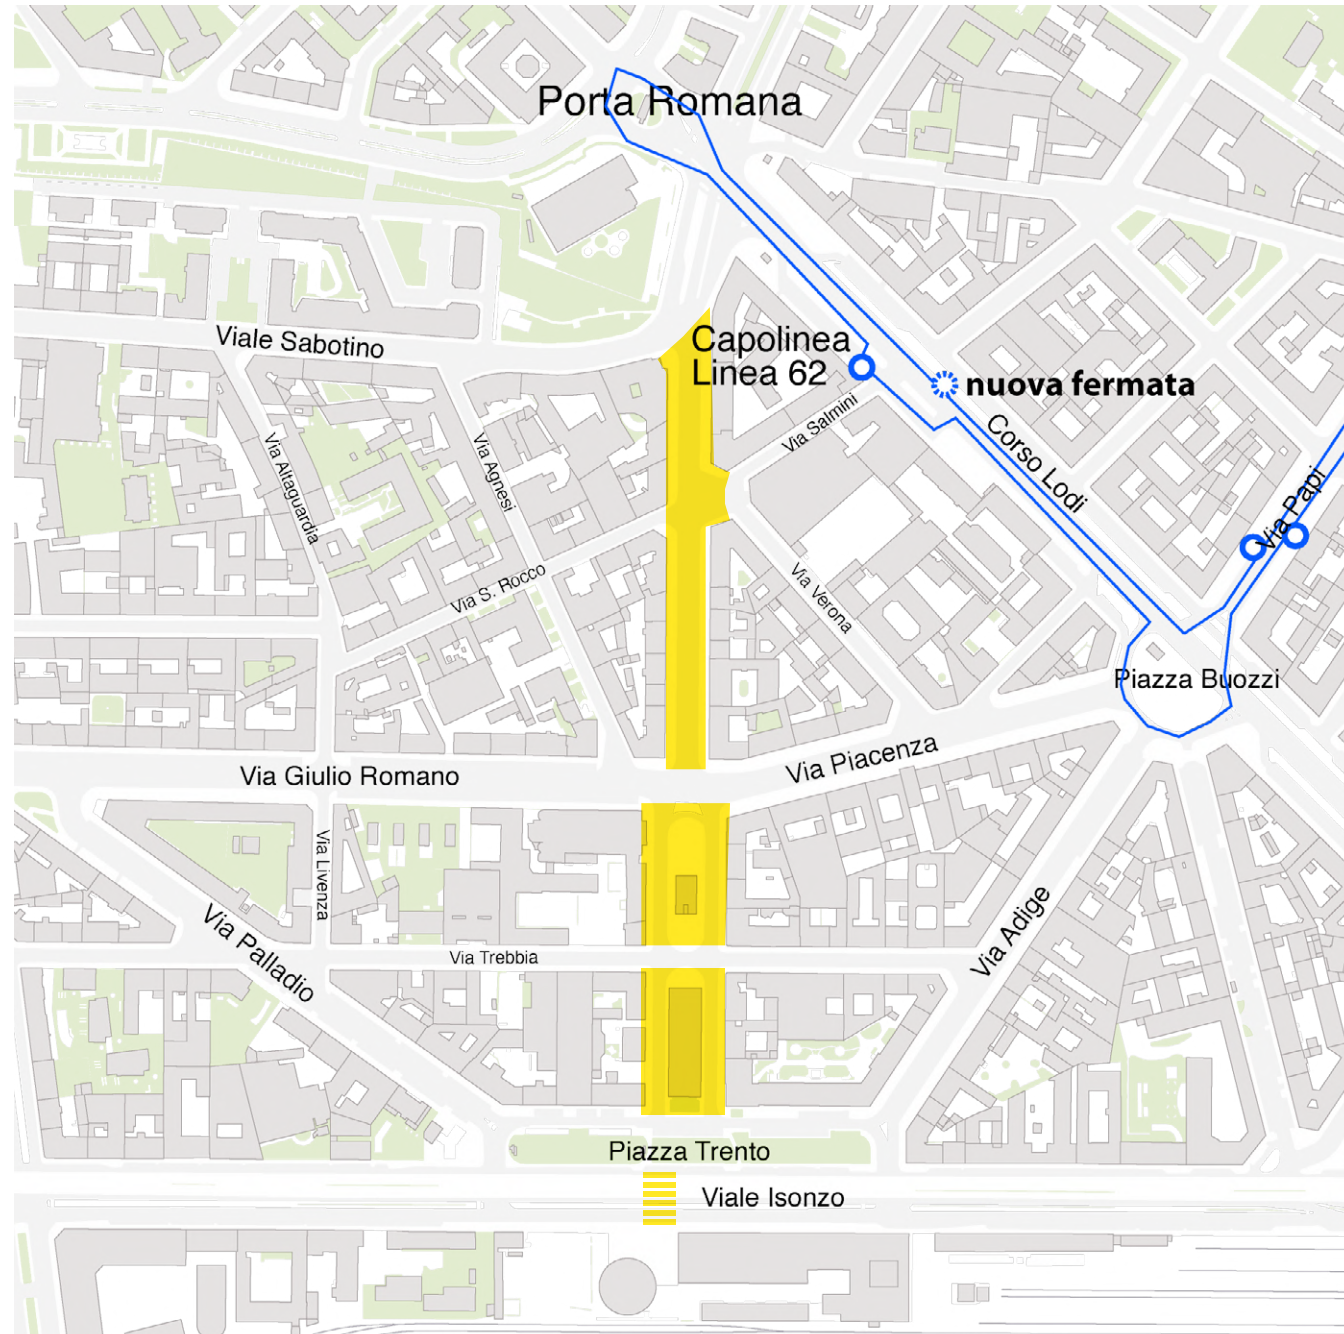 Porta Romana
Viale Sabotino
Capolinea
Linea 62
nuova fermata
Via Salmini
Corso Lodi
Via Altaguardia
Via Agnesi
Via Papi
Via S. Rocco
Via Verona
Piazza Buozzi
Via Giulio Romano
Via Piacenza
Via Livenza
Via Palladio
Via Trebbia
Via Adige
Piazza Trento
Viale Isonzo